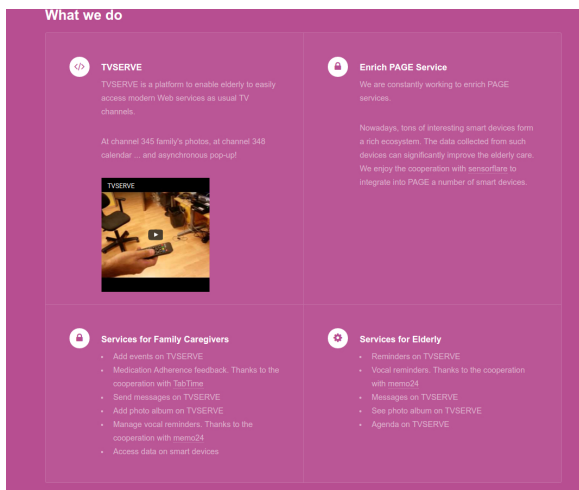 What we do
TVSERVE
TVSERVE is a platform to enable elderly to easily
access modern Web services as usual TV
channels.
At channel 345 family's photos, at channel 348
calendar ... and asynchronous pop-up!
TVSERVE
Enrich PAGE Service
We are constantly working to enrich PAGE
services.
Nowadays, tons of interesting smart devices form
a rich ecosystem. The data collected from such
devices can significantly improve the elderly care.
We enjoy the cooperation with sensorflare to
integrate into PAGE a number of smart devices.
Services for Family Caregivers
• Add events on TVSERVE
• Medication Adherence feedback. Thanks to the
cooperation with TabTime
• Send messages on TVSERVE
• Add photo album on TVSERVE
• Manage vocal reminders. Thanks to the
cooperation with memo24
• Access data on smart devices
Services for Elderly
• Reminders on TVSERVE
• Vocal reminders. Thanks to the cooperation
with memo24
• Messages on TVSERVE
• See photo album on TVSERVE
• Agenda on TVSERVE